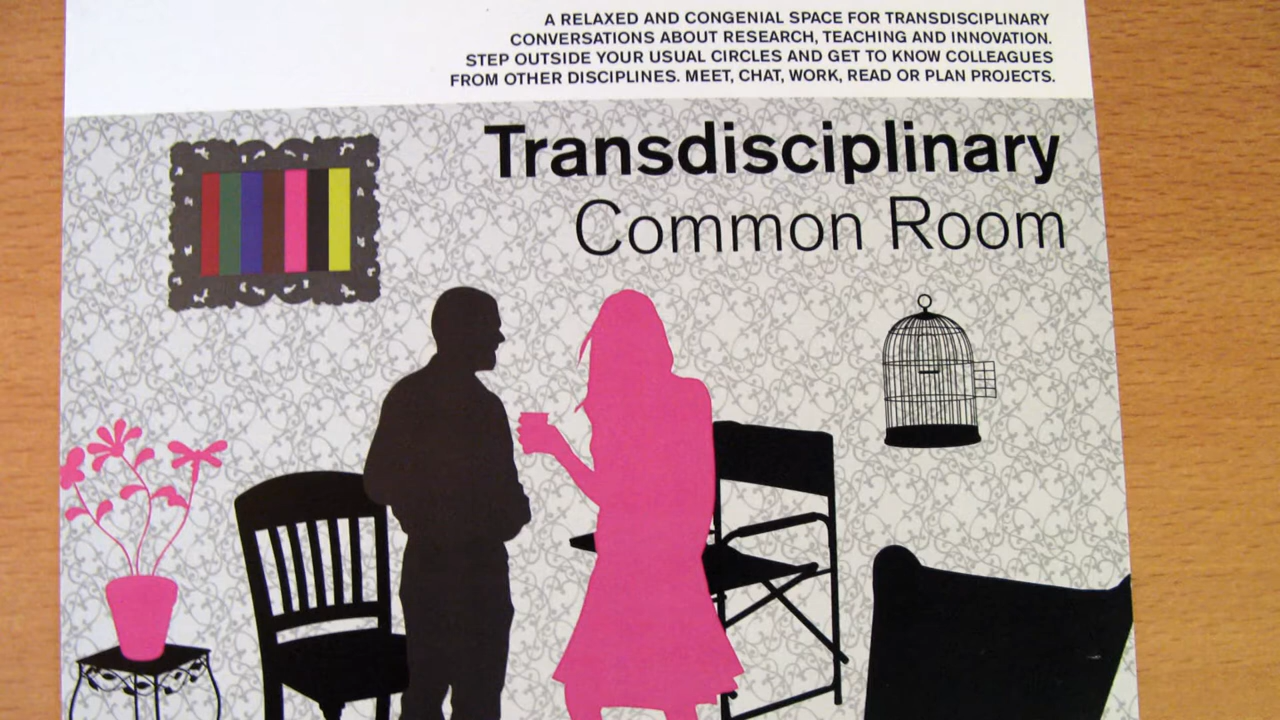 A RELAXED AND CONGENIAL SPACE FOR TRANSDISCIPLINARY
CONVERSATIONS ABOUT RESEARCH, TEACHING AND INNOVATION.
STEP OUTSIDE YOUR USUAL CIRCLES AND GET TO KNOW COLLEAGUES
FROM OTHER DISCIPLINES. MEET, CHAT, WORK, READ OR PLAN PROJECTS.
Transdisciplinary
Common Room